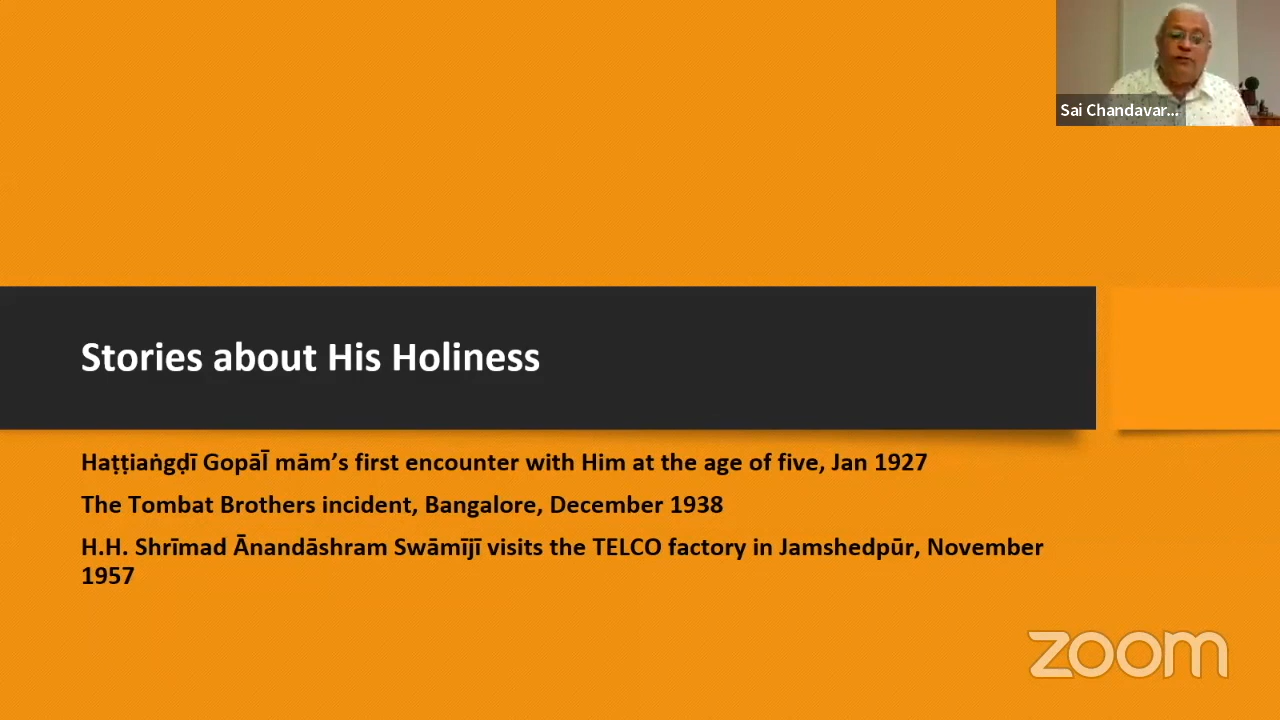 Sai Chandavar...
Stories about His Holiness
Haṭṭiaṅgḍī Gopāl̄ mām’s first encounter with Him at the age of five, Jan 1927
The Tombat Brothers incident, Bangalore, December 1938
H.H. Shrīmad Ānandāshram Swāmījī visits the TELCO factory in Jamshedpūr, November
1957
zoom